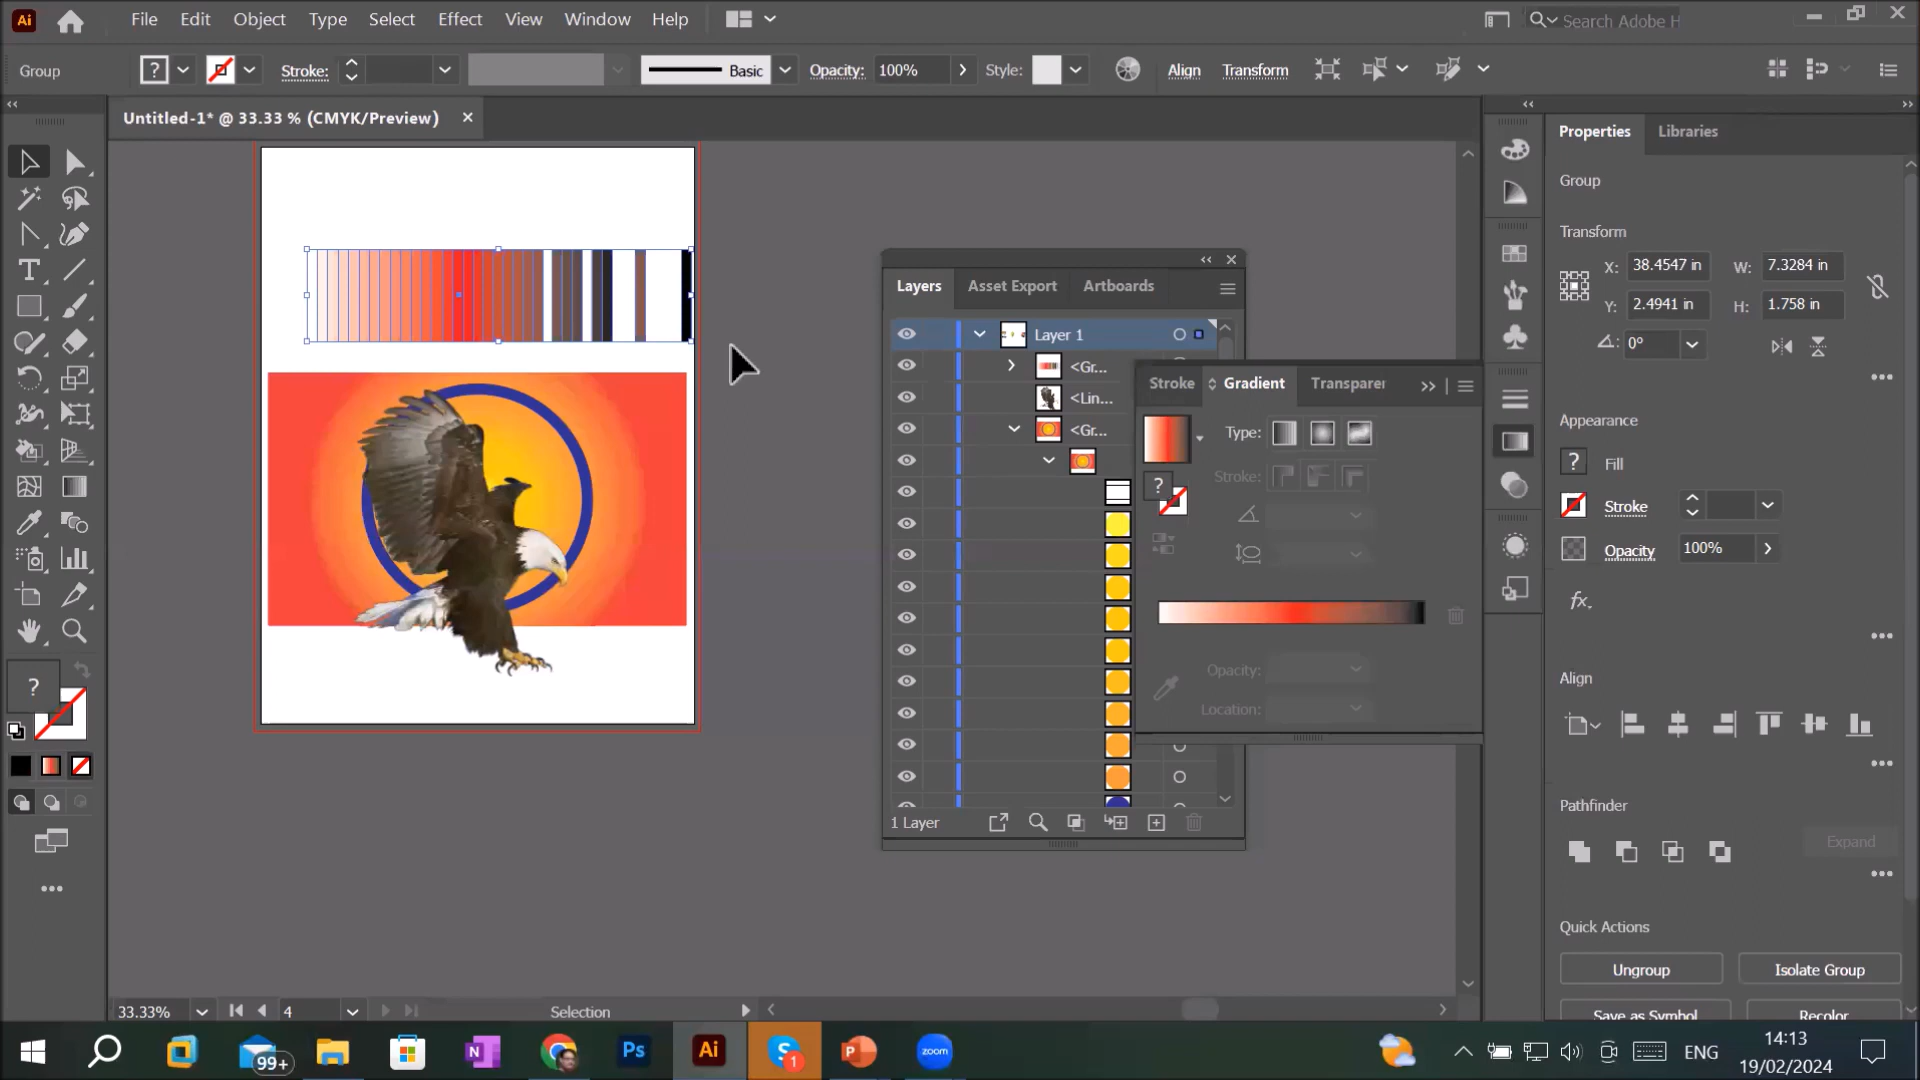 Ai
File Edit Object Type Select Effect View Window Help
Search Adobe
Group
?
Stroke:
Basic
Opacity: 100%
Style:
Align
Transform
Untitled-1* @ 33.33 % (CMYK/Preview)
Layers Asset Export Artboards
Layer 1
<Gr...
<Lin...
<Gr...
1 Layer
Stroke Gradient Transparen
Type:
Stroke:
?
Opacity:
Location:
Properties Libraries
Group
Transform
X: 38.4547 in W: 7.3284 in
Y: 2.4941 in H: 1.758 in
0°
Appearance
? Fill
Stroke
Opacity 100%
fx.
Align
Pathfinder
Expand
Quick Actions
Ungroup Isolate Group
Save as Symbol Recolor
?
33.33% 4 Selection
99+
N
Ps
Ai
S 1
P
zoom
ENG
14:13
19/02/2024